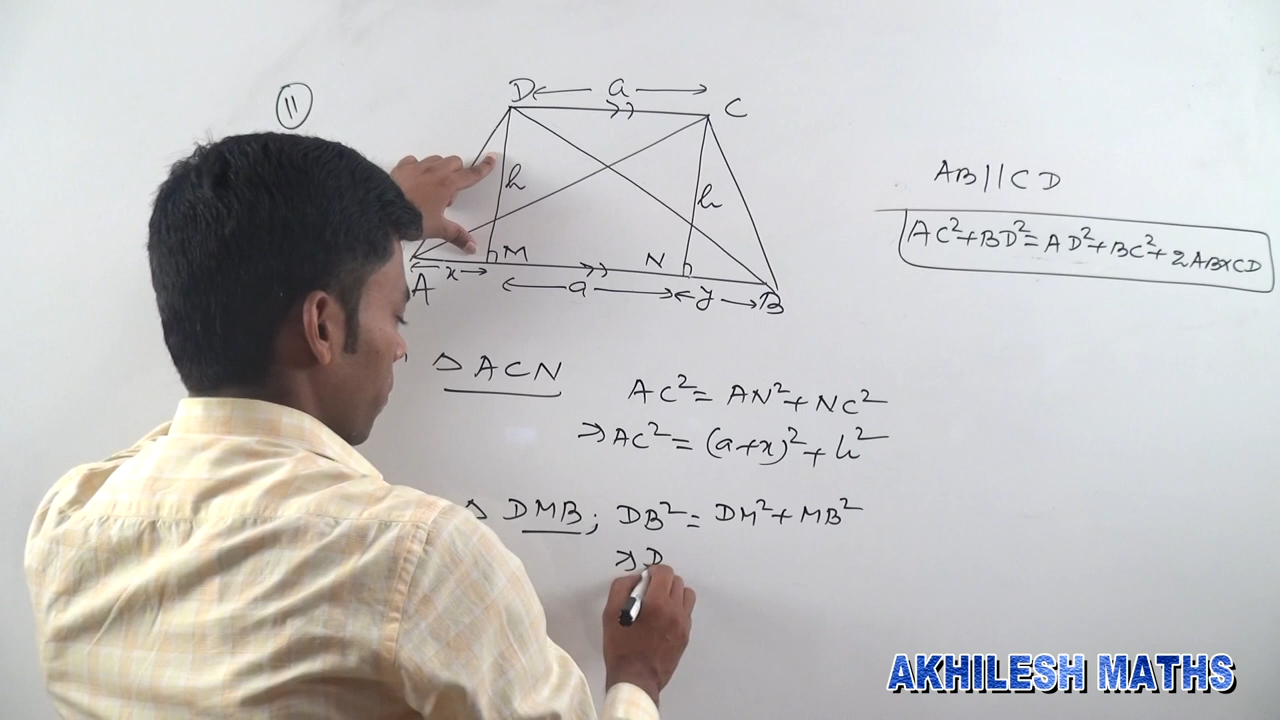 11
D a C
h h
A x M a N y B
AB||CD
AC²+BD²=AD²+BC²+2AB×CD
△ACN
AC²=AN²+NC²
⇒AC²=(a+x)²+h²
△DMB; DB²=DM²+MB²
⇒D
AKHILESH MATHS